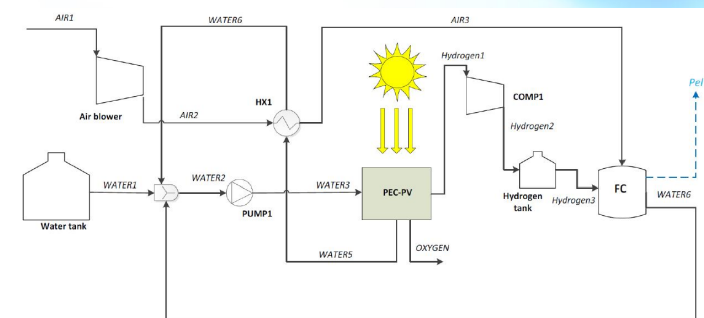 AIR1
WATER6
AIR3
Hydrogen1
Pel
HX1
COMP1
Air blower
AIR2
Hydrogen2
WATER1
WATER2
WATER3
PEC-PV
FC
WATER6
Hydrogen
tank
Hydrogen3
PUMP1
Water tank
OXYGEN
WATER5